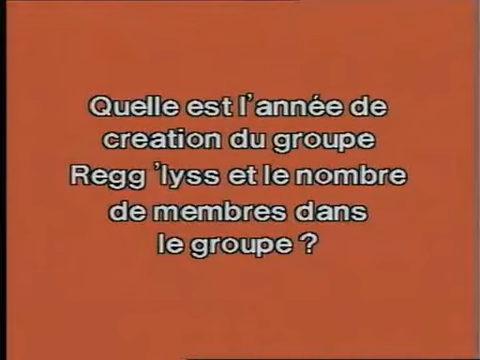 Quelle est l'année de
creation du groupe
Regg 'lyss et le nombre
de membres dans
le groupe ?